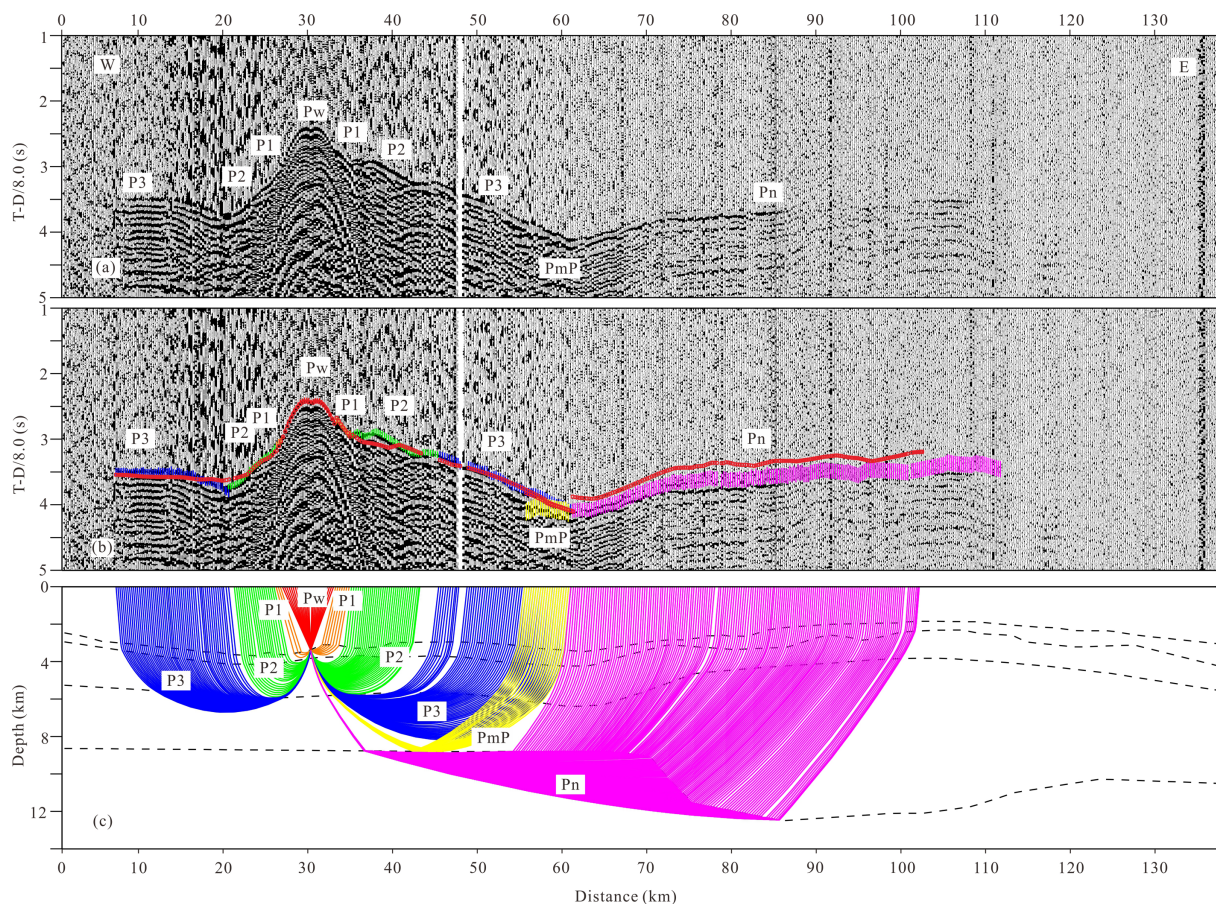 0 10 20 30 40 50 60 70 80 90 100 110 120 130
1
W E
2
Pw
P1 P1
T-D/8.0 (s)
3
P2 P2
P3 P3
Pn
4
(a) PmP
5
1
2
Pw
P1 P1 P2
T-D/8.0 (s)
3
P3 P2 P3 Pn
4
(b) PmP
5
0
Pw
P1 P1
4
P2 P2
P3 P3
Depth (km)
8
PmP
Pn
12
(c)
0 10 20 30 40 50 60 70 80 90 100 110 120 130
Distance (km)